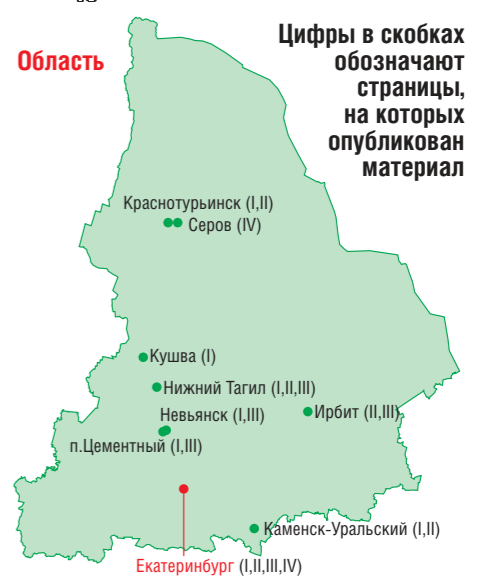 Область
Цифры в скобках
обозначают
страницы,
на которых
опубликован
материал
Краснотурьинск (I,II)
Серов (IV)
Кушва (I)
Нижний Тагил (I,II,III)
Невьянск (I,III)
Ирбит (II,III)
п.Цементный (I,III)
Каменск-Уральский (I,II)
Екатеринбург (I,II,III,IV)